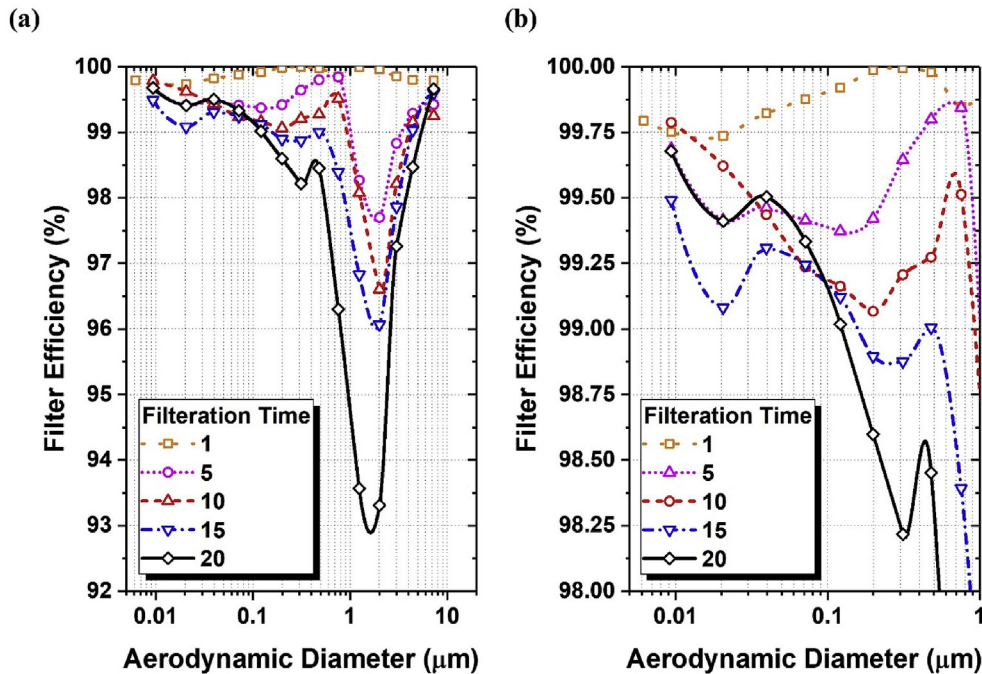 (a)
100
99
98
97
96
95
94
93
92
Filter Efficiency (%)
Filteration Time
1
5
10
15
20
0.01 0.1 1 10
Aerodynamic Diameter (μm)
(b)
100.00
99.75
99.50
99.25
99.00
98.75
98.50
98.25
98.00
Filter Efficiency (%)
Filteration Time
1
5
10
15
20
0.01 0.1 1
Aerodynamic Diameter (μm)